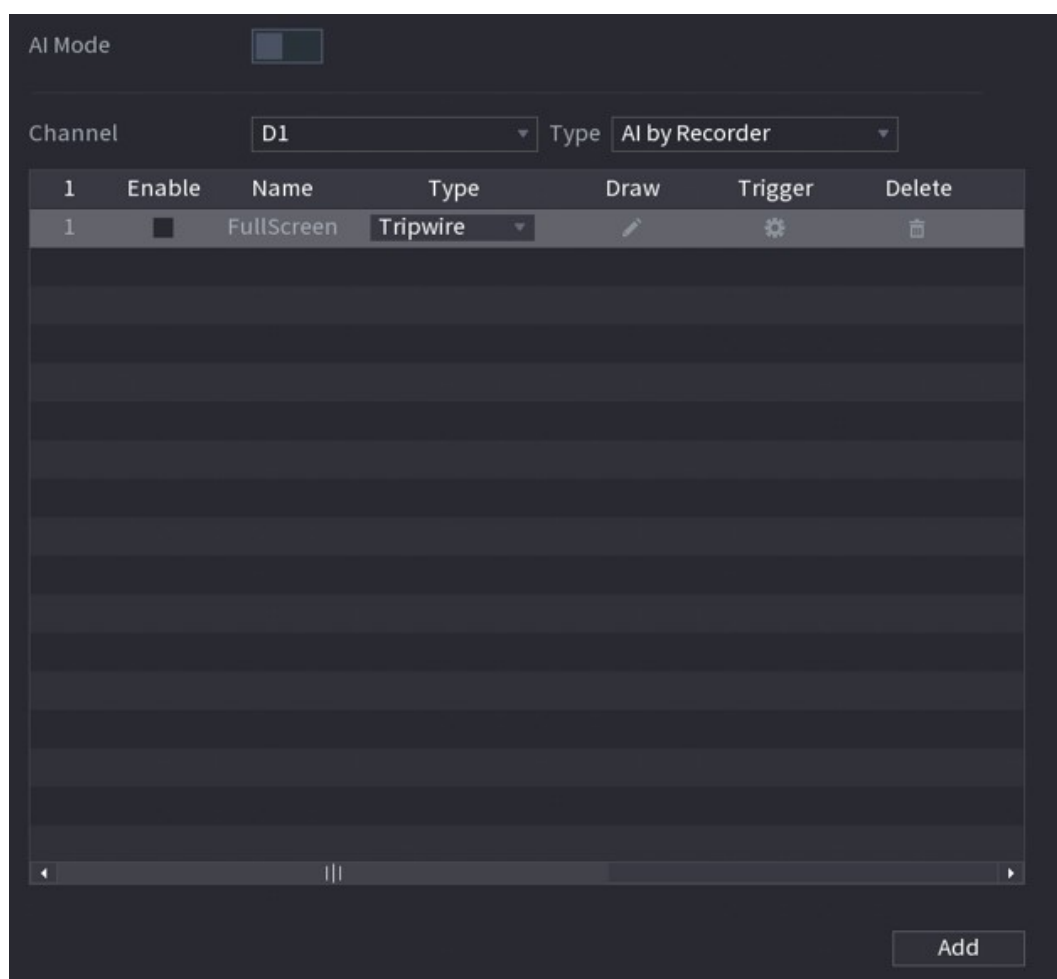 AI Mode
Channel D1 Type AI by Recorder
1 Enable Name Type Draw Trigger Delete
1 FullScreen Tripwire
Add